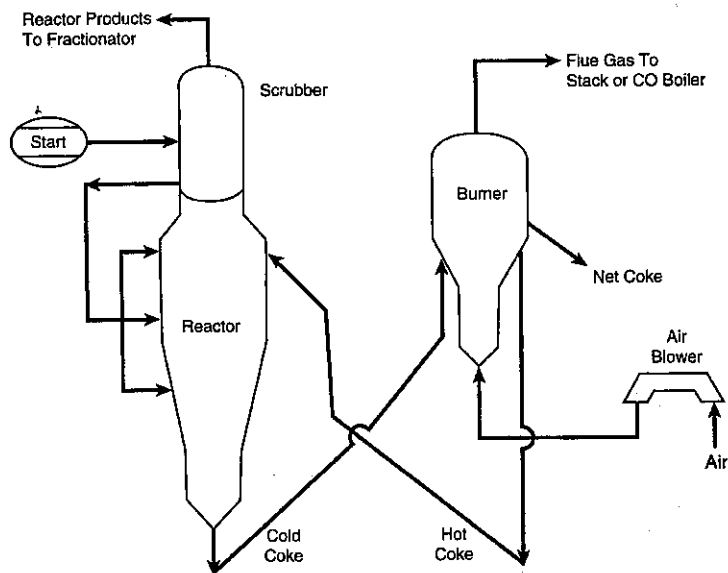 Reactor Products
To Fractionator
Scrubber
Start
Reactor
Flue Gas To
Stack or CO Boiler
Burner
Net Coke
Air
Blower
Air
Cold
Coke
Hot
Coke